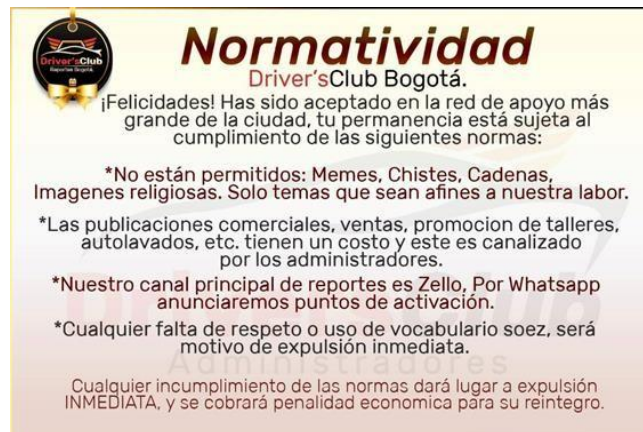 Driver'sClub
Reportes Bogotá.
Normatividad
Driver'sClub Bogotá.
¡Felicidades! Has sido aceptado en la red de apoyo más
grande de la ciudad, tu permanencia está sujeta al
cumplimiento de las siguientes normas:
*No están permitidos: Memes, Chistes, Cadenas,
Imagenes religiosas. Solo temas que sean afines a nuestra labor.
*Las publicaciones comerciales, ventas, promocion de talleres,
autolavados, etc. tienen un costo y este es canalizado
por los administradores.
*Nuestro canal principal de reportes es Zello, Por Whatsapp
anunciaremos puntos de activación.
*Cualquier falta de respeto o uso de vocabulario soez, será
motivo de expulsión inmediata.
Driver'sClub
Administradores
Cualquier incumplimiento de las normas dará lugar a expulsión
INMEDIATA, y se cobrará penalidad economica para su reintegro.